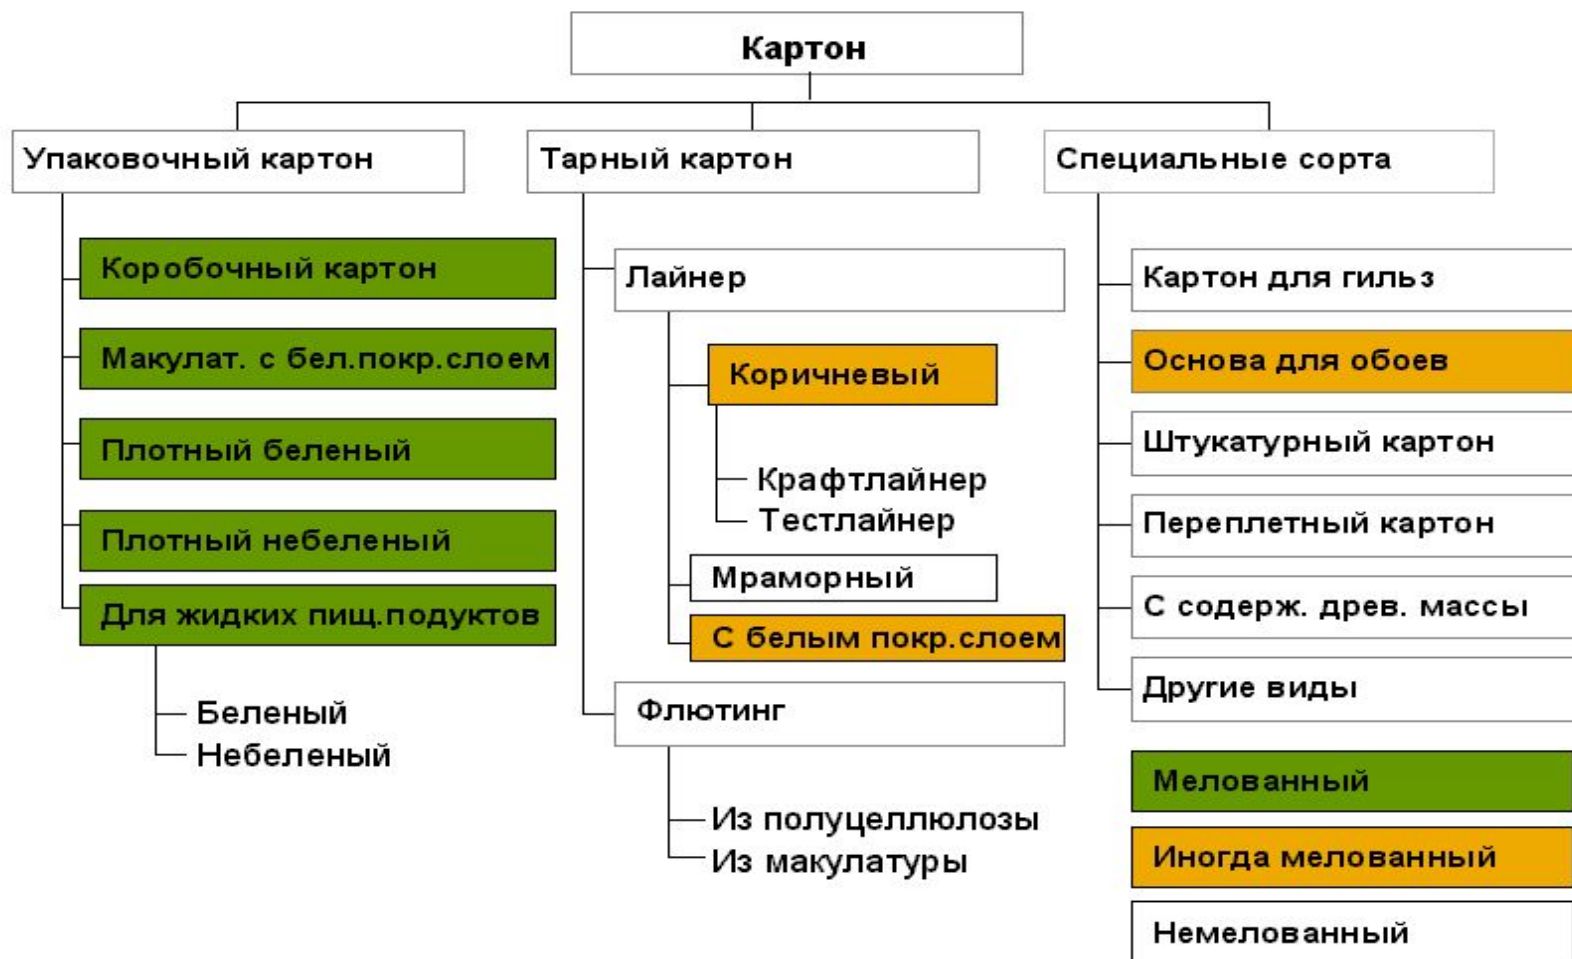 Картон
Упаковочный картон
Коробочный картон
Макулат. с бел.покр.слоем
Плотный беленый
Плотный небеленый
Для жидких пищ.подуктов
Беленый
Небеленый
Тарный картон
Лайнер
Коричневый
Крафтлайнер
Тестлайнер
Мраморный
С белым покр.слоем
Флютинг
Из полуцеллюлозы
Из макулатуры
Специальные сорта
Картон для гильз
Основа для обоев
Штукатурный картон
Переплетный картон
С содерж. древ. массы
Другие виды
Мелованный
Иногда мелованный
Немелованный